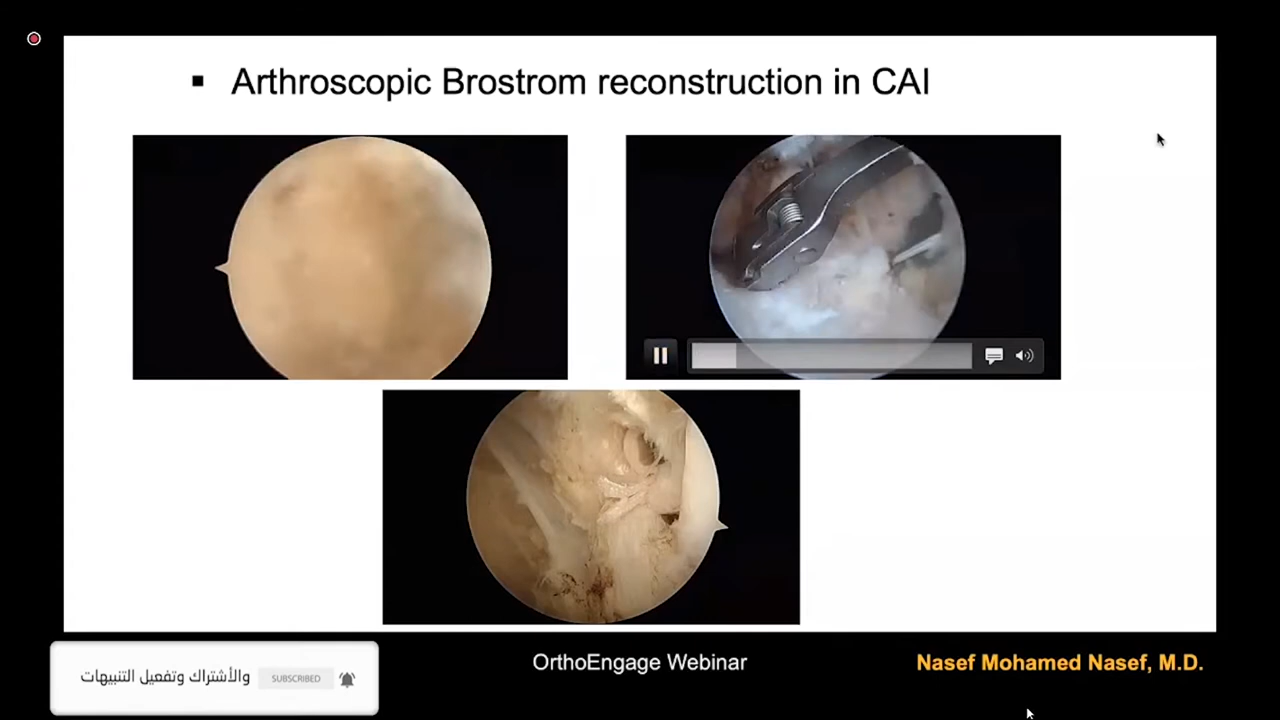 ▪ Arthroscopic Brostrom reconstruction in CAI
والأشتراك وتفعيل التنبيهات SUBSCRIBED
OrthoEngage Webinar
Nasef Mohamed Nasef, M.D.